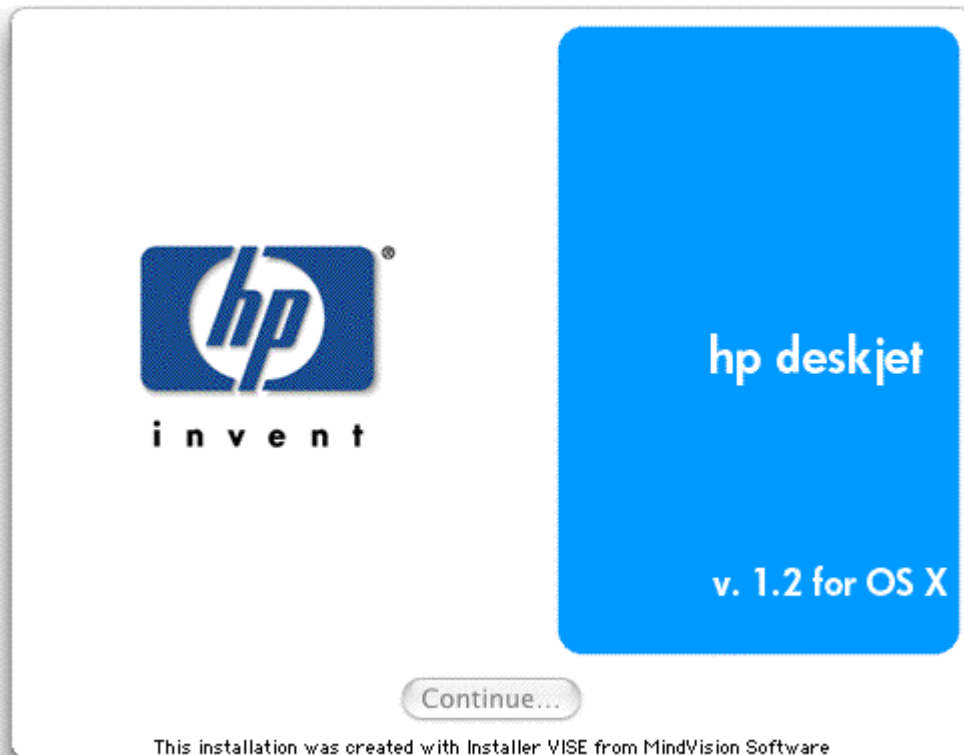 hp®
invent
hp deskjet
v. 1.2 for OS X
Continue...
This installation was created with Installer VISE from MindVision Software